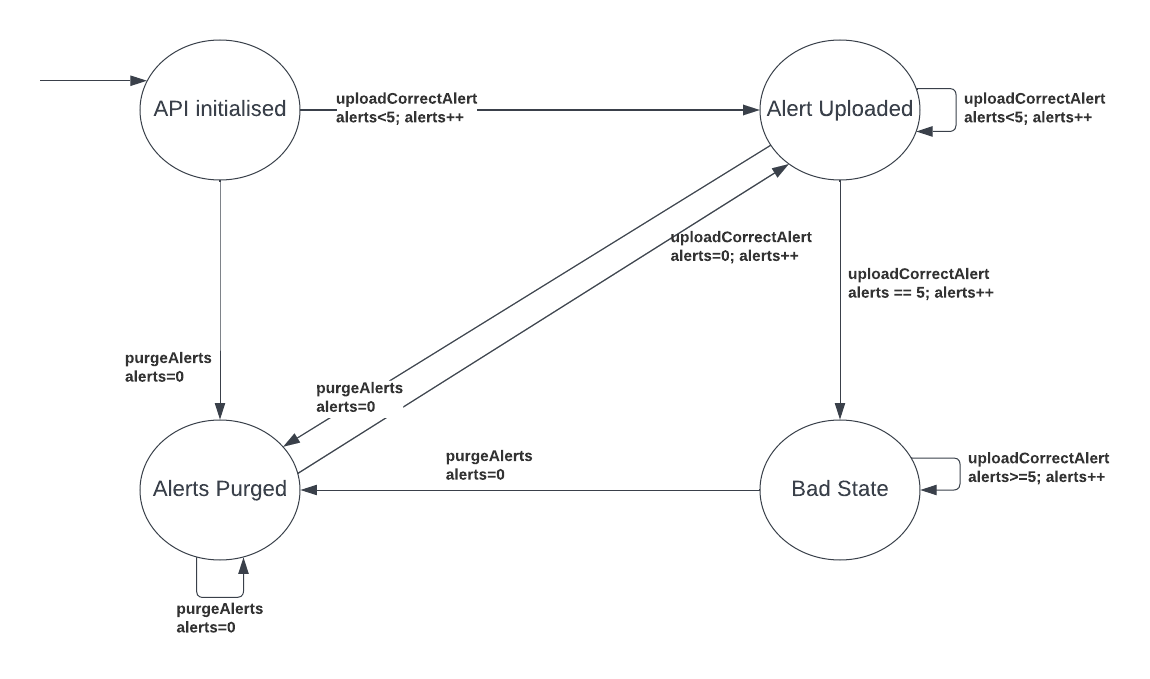 API initialised
uploadCorrectAlert
alerts<5; alerts++
Alert Uploaded
uploadCorrectAlert
alerts<5; alerts++
uploadCorrectAlert
alerts=0; alerts++
uploadCorrectAlert
alerts == 5; alerts++
purgeAlerts
alerts=0
purgeAlerts
alerts=0
purgeAlerts
alerts=0
Alerts Purged
Bad State
uploadCorrectAlert
alerts>=5; alerts++
purgeAlerts
alerts=0